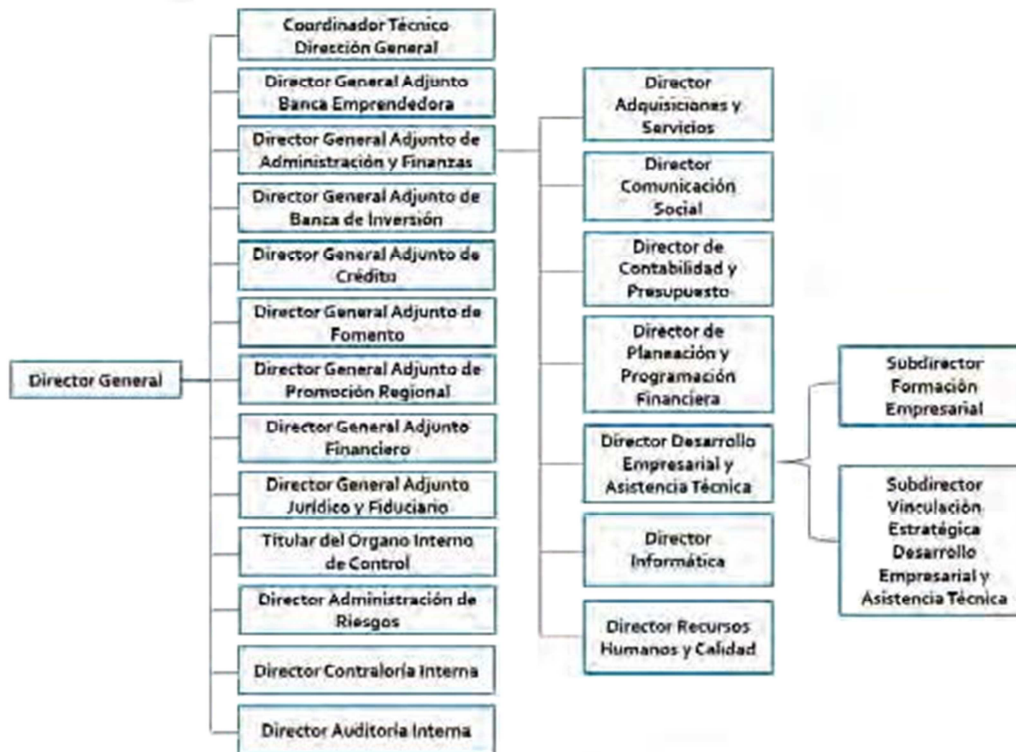 Director General
Coordinador Técnico
Dirección General
Director General Adjunto
Banca Emprendedora
Director General Adjunto de
Administración y Finanzas
Director General Adjunto de
Banca de Inversión
Director General Adjunto de
Crédito
Director General Adjunto de
Fomento
Director General Adjunto de
Promoción Regional
Director General Adjunto
Financiero
Director General Adjunto
Jurídico y Fiduciario
Titular del Órgano Interno
de Control
Director Administración de
Riesgos
Director Contraloría Interna
Director Auditoría Interna
Director
Adquisiciones y
Servicios
Director
Comunicación
Social
Director de
Contabilidad y
Presupuesto
Director de
Planeación y
Programación
Financiera
Director Desarrollo
Empresarial y
Asistencia Técnica
Director
Informática
Director Recursos
Humanos y Calidad
Subdirector
Formación
Empresarial
Subdirector
Vinculación
Estratégica
Desarrollo
Empresarial y
Asistencia Técnica